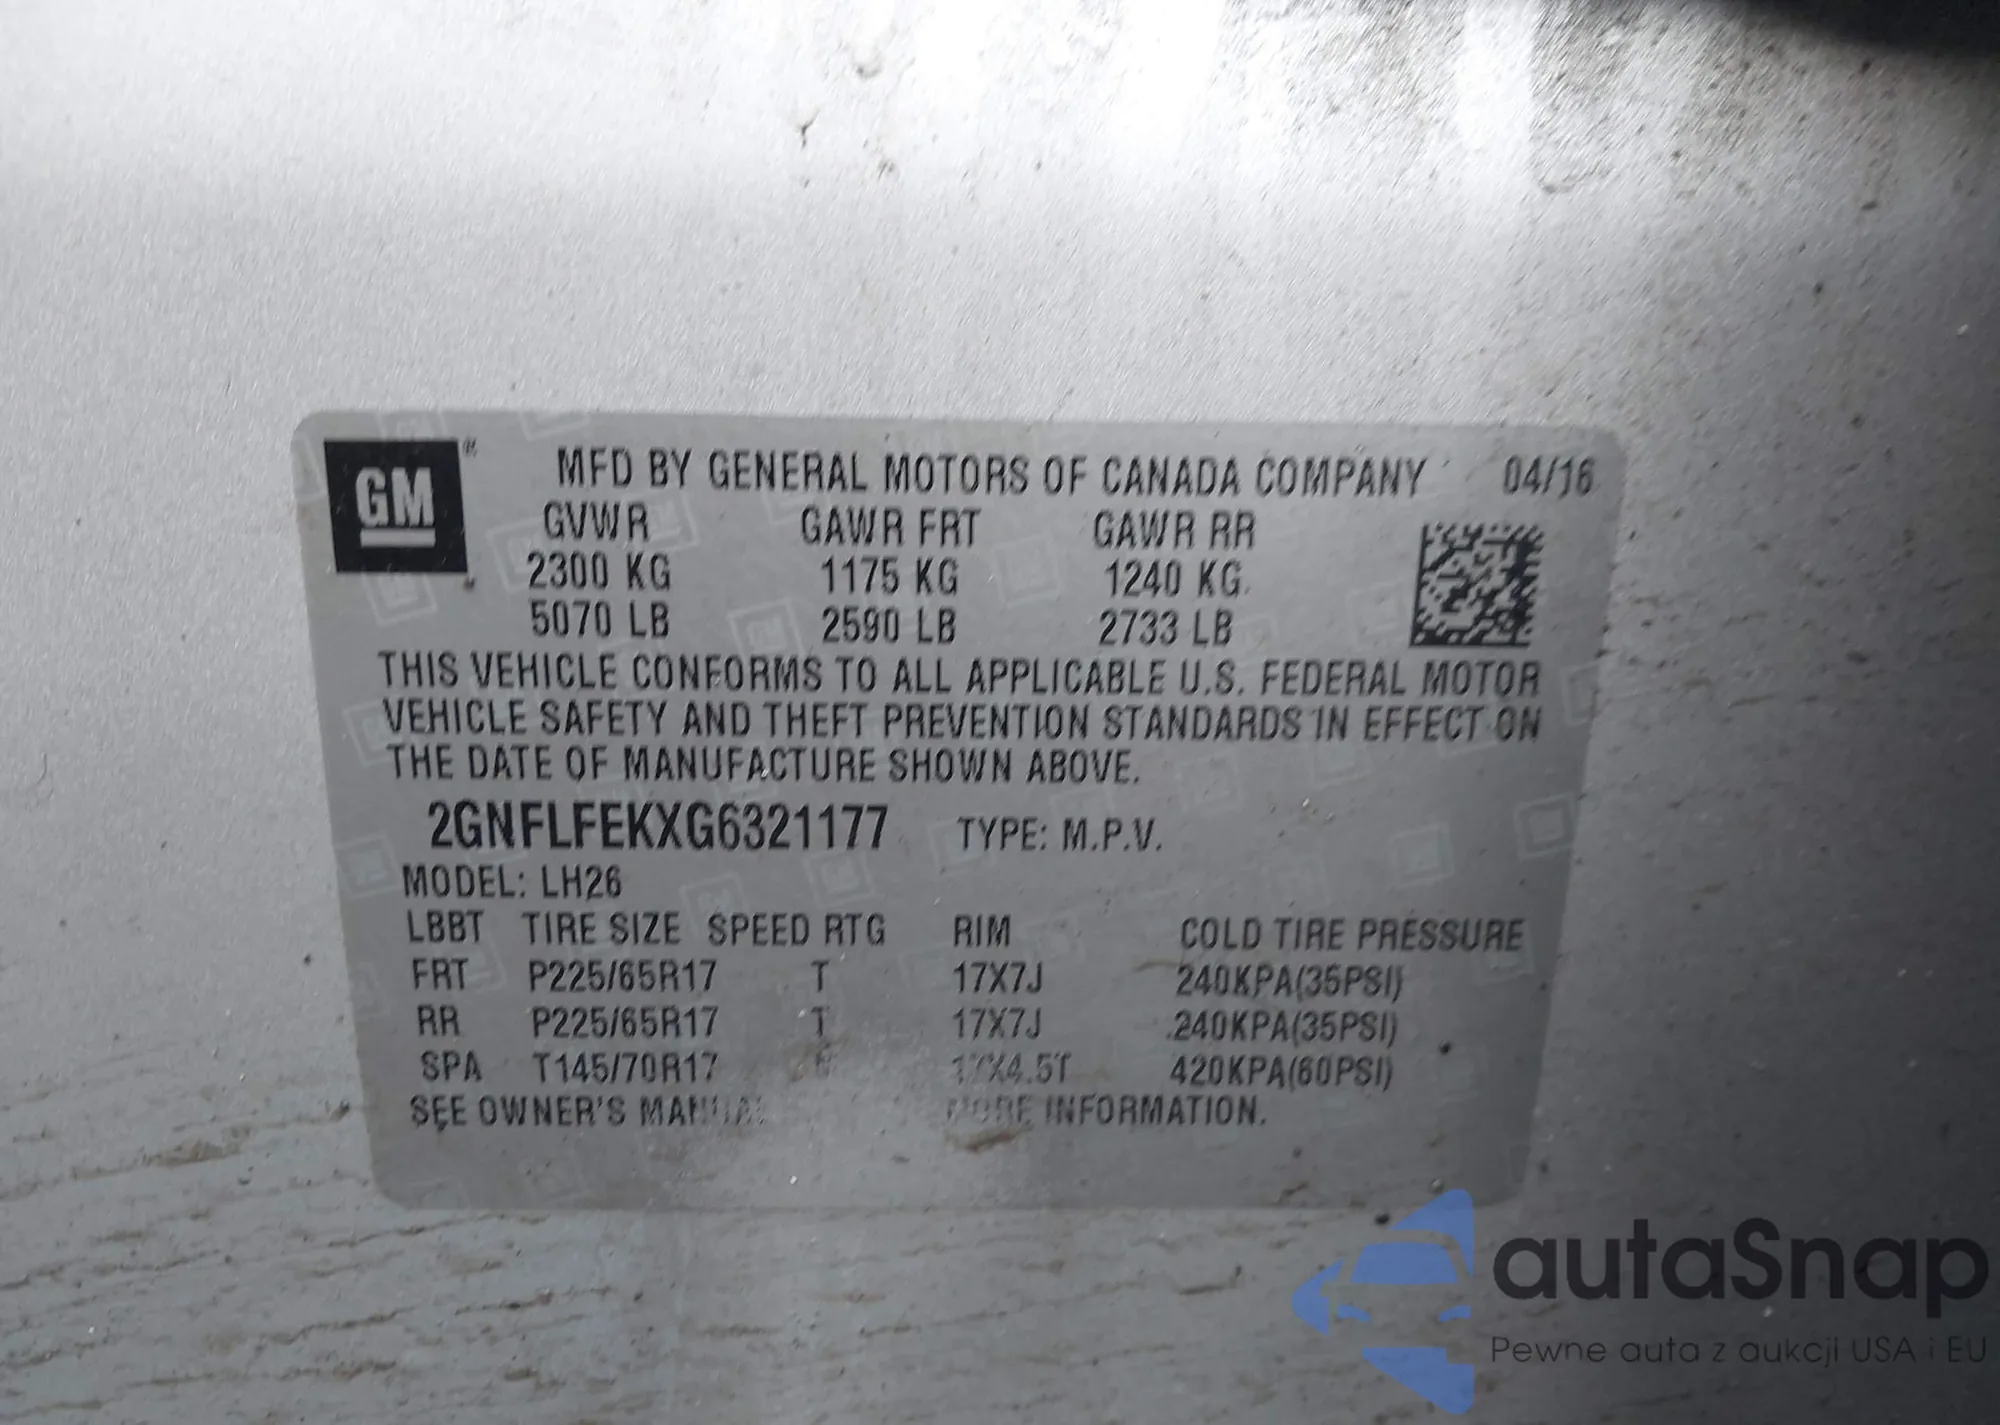 GM ® MFD BY GENERAL MOTORS OF CANADA COMPANY 04/16
GVWR GAWR FRT GAWR RR
2300 KG 1175 KG 1240 KG
5070 LB 2590 LB 2733 LB
THIS VEHICLE CONFORMS TO ALL APPLICABLE U.S. FEDERAL MOTOR
VEHICLE SAFETY AND THEFT PREVENTION STANDARDS IN EFFECT ON
THE DATE OF MANUFACTURE SHOWN ABOVE.
2GNFLFEKXG6321177 TYPE: M.P.V.
MODEL: LH26
LBBT TIRE SIZE SPEED RTG RIM COLD TIRE PRESSURE
FRT P225/65R17 T 17X7J 240KPA(35PSI)
RR P225/65R17 T 17X7J 240KPA(35PSI)
SPA T145/70R17 17X4.5T 420KPA(60PSI)
SEE OWNER'S MANUAL MORE INFORMATION.
autaSnap
Pewne auta z aukcji USA i EU